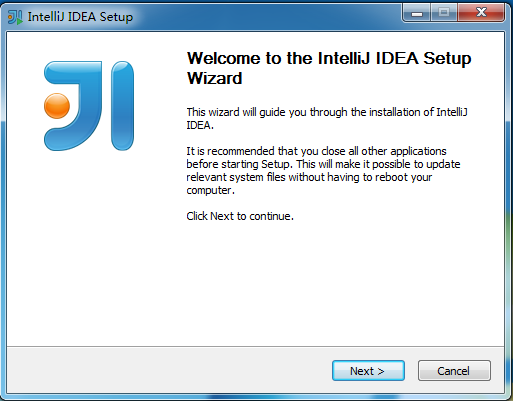 IntelliJ IDEA Setup
Welcome to the IntelliJ IDEA Setup
Wizard
This wizard will guide you through the installation of IntelliJ
IDEA.
It is recommended that you close all other applications
before starting Setup. This will make it possible to update
relevant system files without having to reboot your
computer.
Click Next to continue.
Next >
Cancel